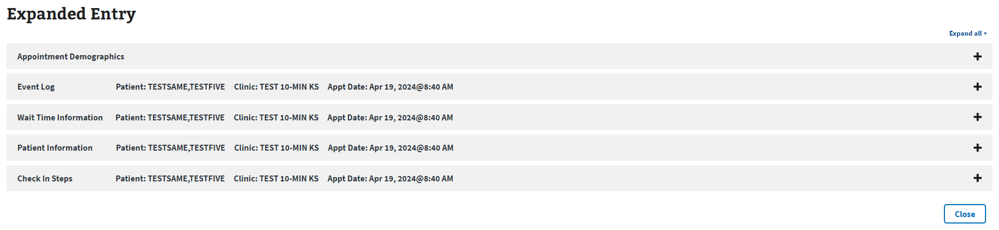 Expanded Entry
Expand all +
Appointment Demographics
Event Log Patient: TESTSAME,TESTFIVE Clinic: TEST 10-MIN KS Appt Date: Apr 19, 2024@8:40 AM
Wait Time Information Patient: TESTSAME,TESTFIVE Clinic: TEST 10-MIN KS Appt Date: Apr 19, 2024@8:40 AM
Patient Information Patient: TESTSAME,TESTFIVE Clinic: TEST 10-MIN KS Appt Date: Apr 19, 2024@8:40 AM
Check In Steps Patient: TESTSAME,TESTFIVE Clinic: TEST 10-MIN KS Appt Date: Apr 19, 2024@8:40 AM
Close